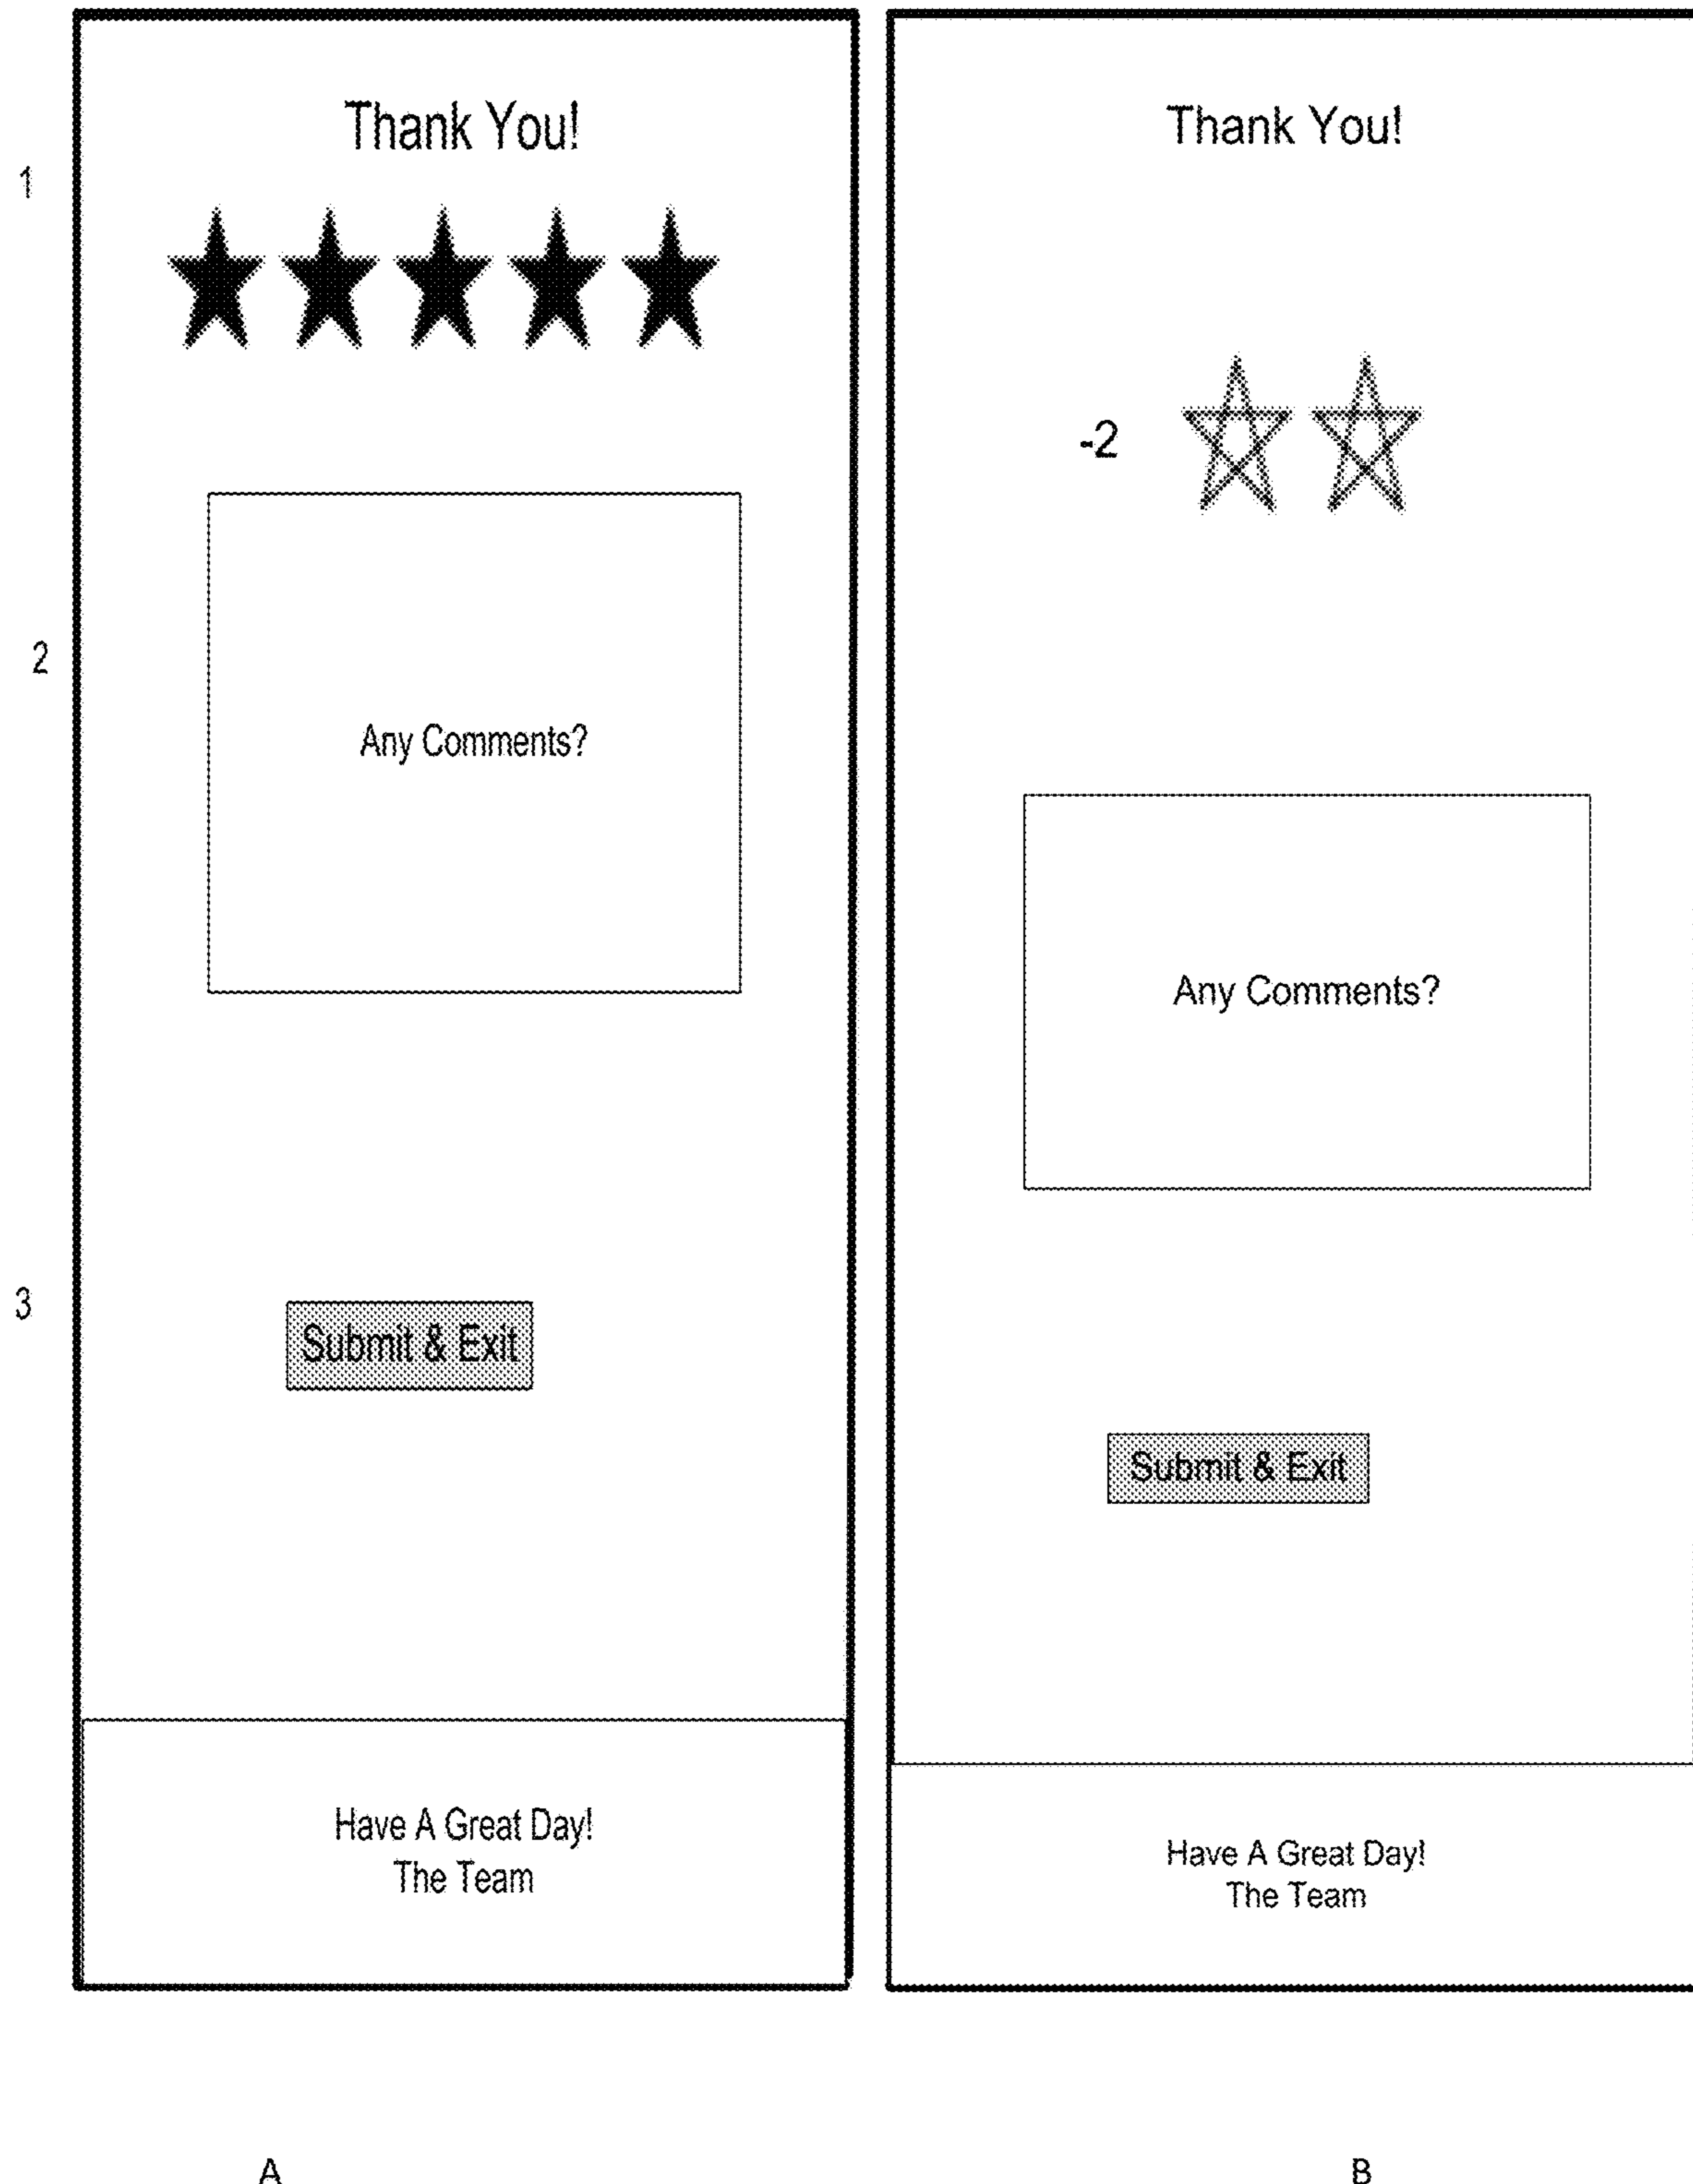 1
Thank You!
2
Any Comments?
3
Submit & Exit
Have A Great Day!
The Team
A
Thank You!
-2
Any Comments?
Submit & Exit
Have A Great Day!
The Team
B